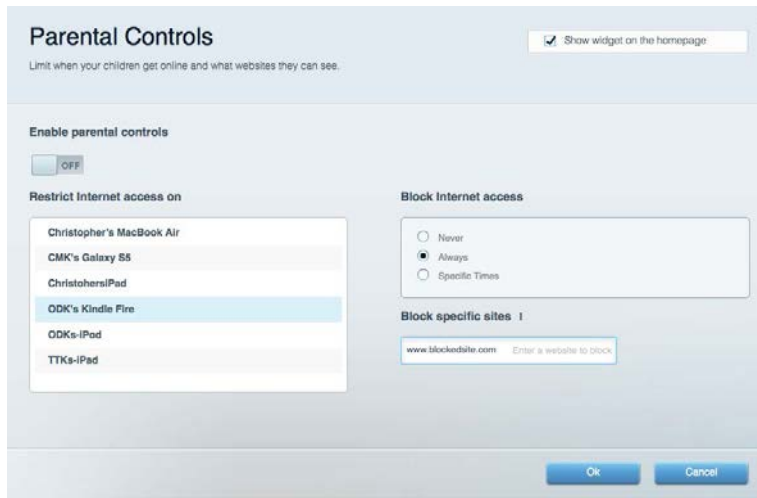 Parental Controls
Show widget on the homepage
Limit when your children get online and what websites they can see.
Enable parental controls
OFF
Restrict Internet access on
Christopher's MacBook Air
CMK's Galaxy S5
ChristohersiPad
ODK's Kindle Fire
ODKs-iPod
TTKs-iPad
Block Internet access
Never
Always
Specific Times
Block specific sites I
www.blockedsite.com Enter a website to block
Ok Cancel